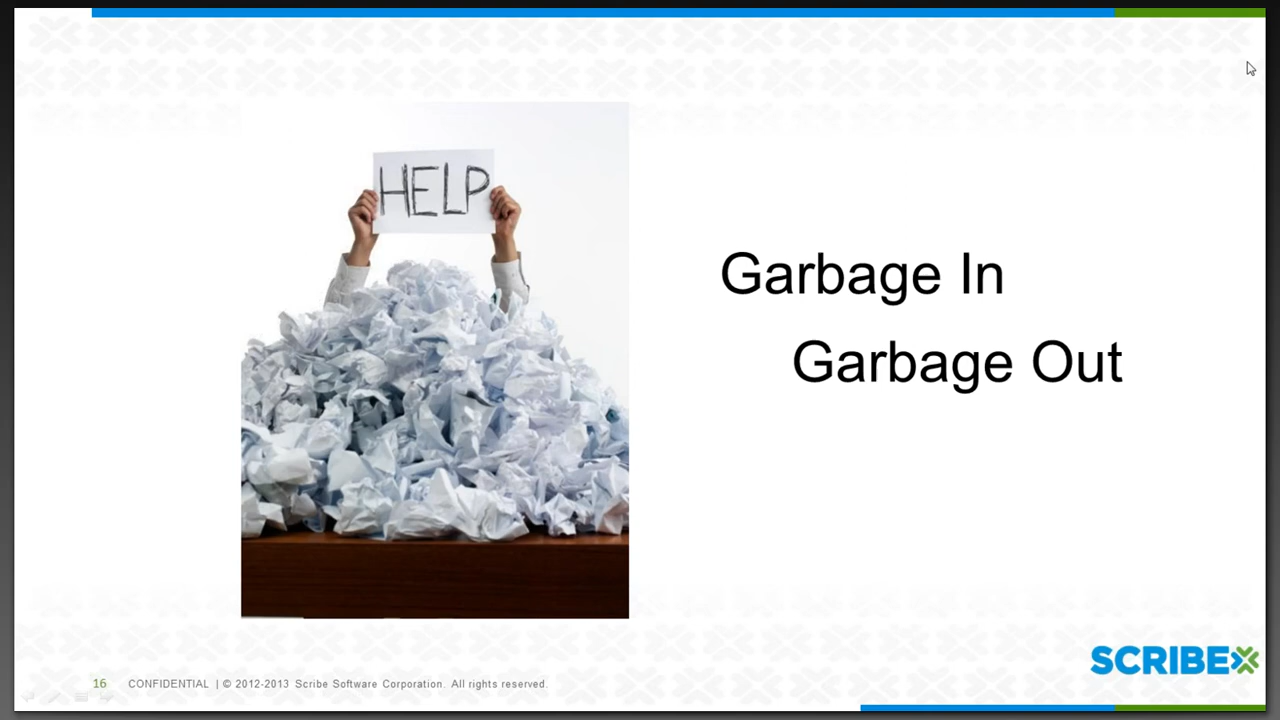 HELP
Garbage In
Garbage Out
SCRIBE
16 CONFIDENTIAL | © 2012-2013 Scribe Software Corporation. All rights reserved.